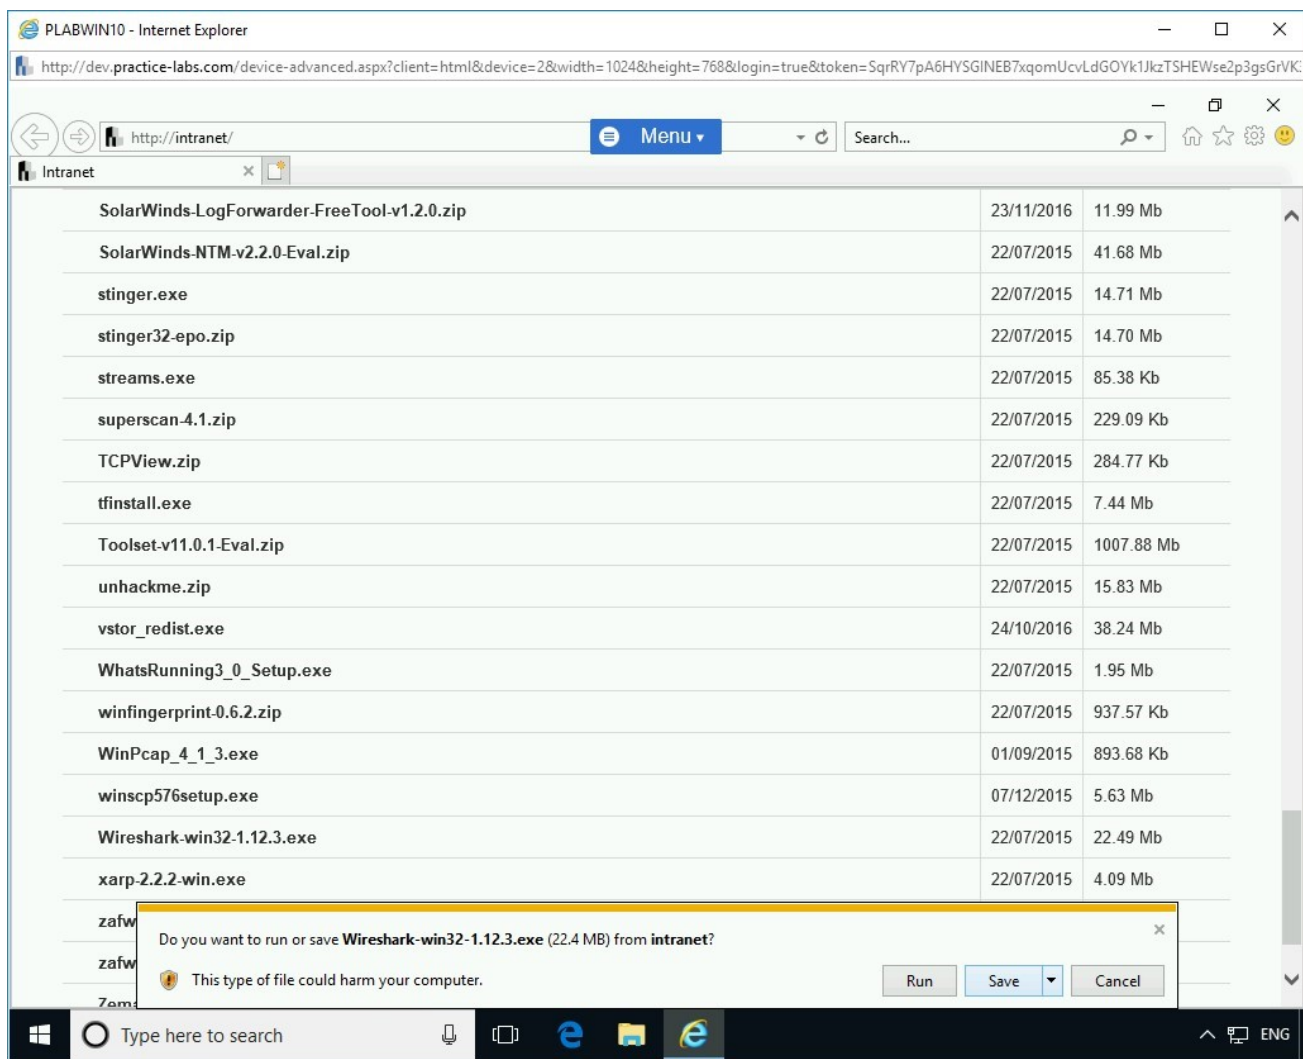 PLABWIN10 - Internet Explorer
http://dev.practice-labs.com/device-advanced.aspx?client=html&device=2&width=1024&height=768&login=true&token=SqrRY7pA6HYSGINEB7xqomUcvLdGOYk1JkzTSHEWse2p3gsGrVK
http://intranet/ Menu Search...
Intranet
SolarWinds-LogForwarder-FreeTool-v1.2.0.zip 23/11/2016 11.99 Mb
SolarWinds-NTM-v2.2.0-Eval.zip 22/07/2015 41.68 Mb
stinger.exe 22/07/2015 14.71 Mb
stinger32-epo.zip 22/07/2015 14.70 Mb
streams.exe 22/07/2015 85.38 Kb
superscan-4.1.zip 22/07/2015 229.09 Kb
TCPView.zip 22/07/2015 284.77 Kb
tfinstall.exe 22/07/2015 7.44 Mb
Toolset-v11.0.1-Eval.zip 22/07/2015 1007.88 Mb
unhackme.zip 22/07/2015 15.83 Mb
vstor_redist.exe 24/10/2016 38.24 Mb
WhatsRunning3_0_Setup.exe 22/07/2015 1.95 Mb
winfingerprint-0.6.2.zip 22/07/2015 937.57 Kb
WinPcap_4_1_3.exe 01/09/2015 893.68 Kb
winscp576setup.exe 07/12/2015 5.63 Mb
Wireshark-win32-1.12.3.exe 22/07/2015 22.49 Mb
xarp-2.2.2-win.exe 22/07/2015 4.09 Mb
zafw
Do you want to run or save Wireshark-win32-1.12.3.exe (22.4 MB) from intranet?
zafw
This type of file could harm your computer. Run Save Cancel
Zema
Type here to search ENG